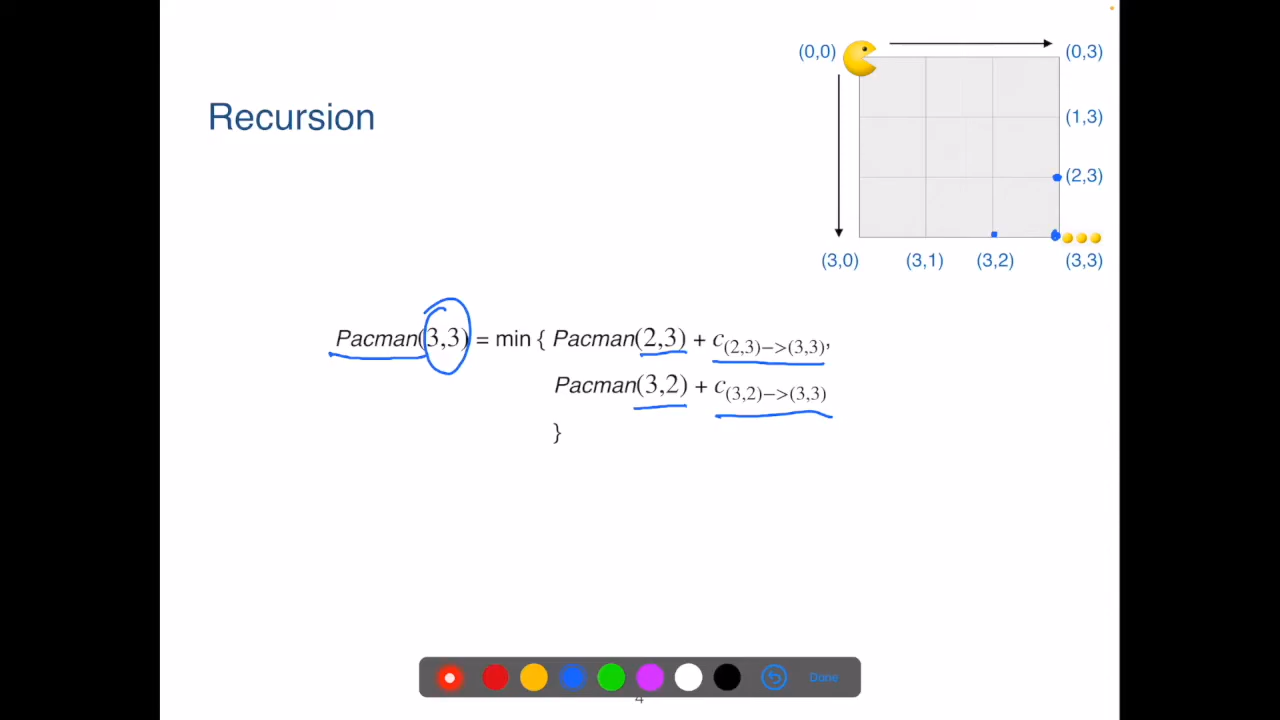 (0,0) (0,3)
Recursion
(1,3)
(2,3)
(3,0) (3,1) (3,2) (3,3)
Pacman(3,3) = min { Pacman(2,3) + c(2,3)−>(3,3),
Pacman(3,2) + c(3,2)−>(3,3)
}
Done
4